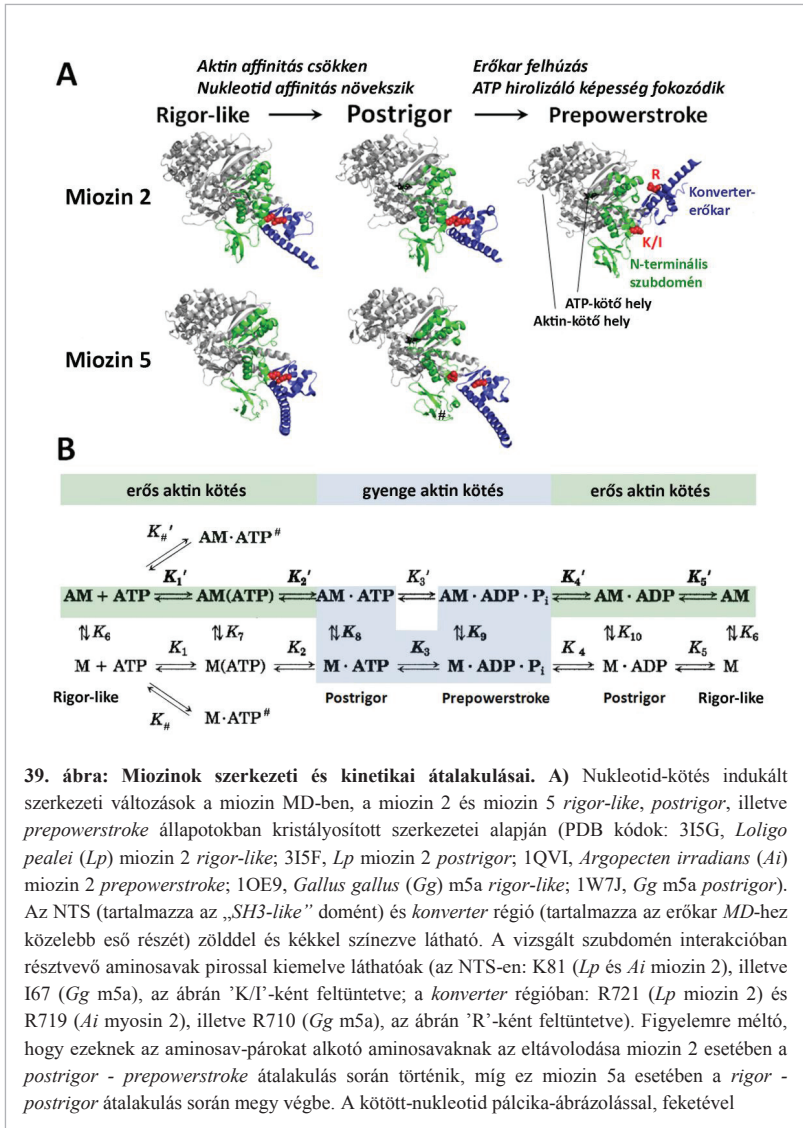 A
Aktin affinitás csökken
Nukleotid affinitás növekszik
Erőkar felhúzás
ATP hirolizáló képesség fokozódik
Rigor-like → Postrigor → Prepowerstroke
Miozin 2
R
Konverter-
erőkar
K/I
N-terminális
szubdomén
ATP-kötő hely
Aktin-kötő hely
Miozin 5
#
B
erős aktin kötés gyenge aktin kötés erős aktin kötés
K#' AM·ATP#
K1' K2' K3' K4' K5'
AM + ATP ⇌ AM(ATP) ⇌ AM · ATP ⇌ AM · ADP · Pi ⇌ AM · ADP ⇌ AM
⇅K6 ⇅K7 ⇅K8 ⇅K9 ⇅K10 ⇅K6
K1 K2 K3 K4 K5
M + ATP ⇌ M(ATP) ⇌ M · ATP ⇌ M · ADP · Pi ⇌ M · ADP ⇌ M
Rigor-like Postrigor Prepowerstroke Postrigor Rigor-like
K# M·ATP#
39. ábra: Miozinok szerkezeti és kinetikai átalakulásai. A) Nukleotid-kötés indukált
szerkezeti változások a miozin MD-ben, a miozin 2 és miozin 5 rigor-like, postrigor, illetve
prepowerstroke állapotokban kristályosított szerkezetei alapján (PDB kódok: 3I5G, Loligo
pealei (Lp) miozin 2 rigor-like; 3I5F, Lp miozin 2 postrigor; 1QVI, Argopecten irradians (Ai)
miozin 2 prepowerstroke; 1OE9, Gallus gallus (Gg) m5a rigor-like; 1W7J, Gg m5a postrigor).
Az NTS (tartalmazza az „SH3-like” domént) és konverter régió (tartalmazza az erőkar MD-hez
közelebb eső részét) zölddel és kékkel színezve látható. A vizsgált szubdomén interakcióban
résztvevő aminosavak pirossal kiemelve láthatóak (az NTS-en: K81 (Lp és Ai miozin 2), illetve
I67 (Gg m5a), az ábrán ’K/I’-ként feltüntetve; a konverter régióban: R721 (Lp miozin 2) és
R719 (Ai myosin 2), illetve R710 (Gg m5a), az ábrán ’R’-ként feltüntetve). Figyelemre méltó,
hogy ezeknek az aminosav-párokat alkotó aminosavaknak az eltávolodása miozin 2 esetében a
postrigor - prepowerstroke átalakulás során történik, míg ez miozin 5a esetében a rigor -
postrigor átalakulás során megy végbe. A kötött-nukleotid pálcika-ábrázolással, feketével